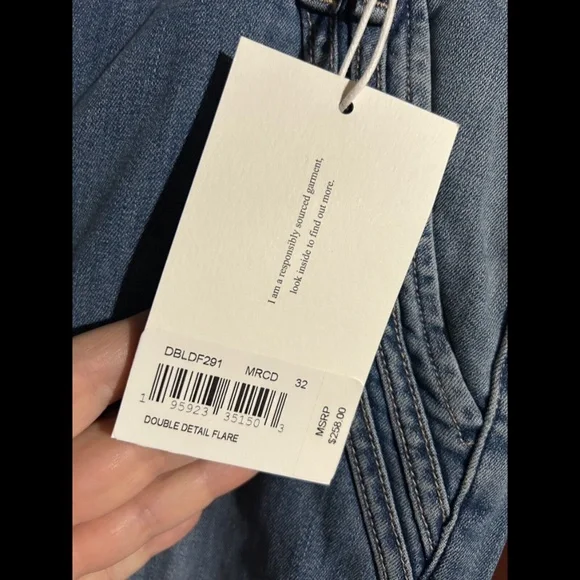 I am a responsibly sourced garment,
look inside to find out more.
DBLDF291 MRCD 32
1 95923 35150 3
DOUBLE DETAIL FLARE
MSRP
$258.00